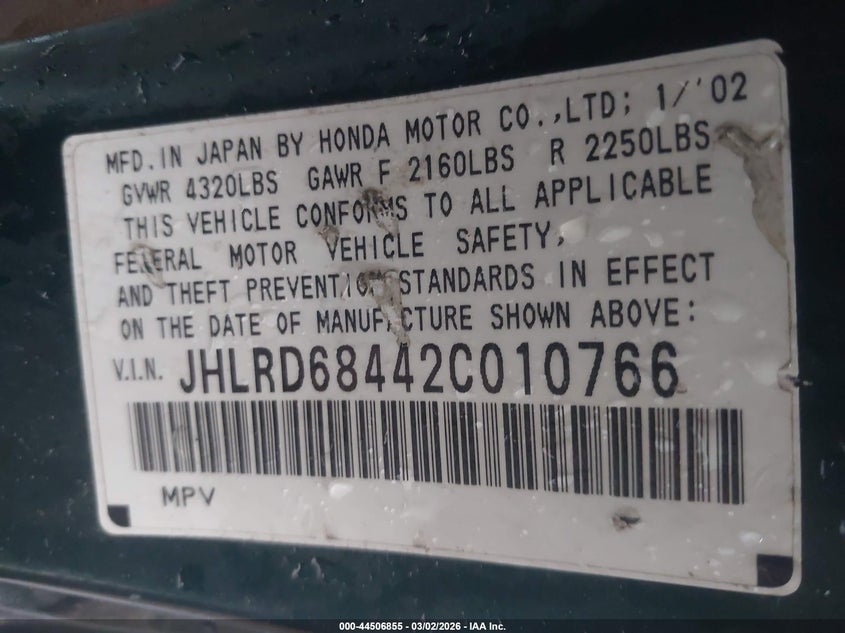 MFD. IN JAPAN BY HONDA MOTOR CO., LTD; 1/'02
GVWR 4320LBS GAWR F 2160LBS R 2250LBS
THIS VEHICLE CONFORMS TO ALL APPLICABLE
FEDERAL MOTOR VEHICLE SAFETY,
AND THEFT PREVENTION STANDARDS IN EFFECT
ON THE DATE OF MANUFACTURE SHOWN ABOVE:
V.I.N. JHLRD68442C010766
MPV
000-44506855 — 03/02/2026 — IAA Inc.